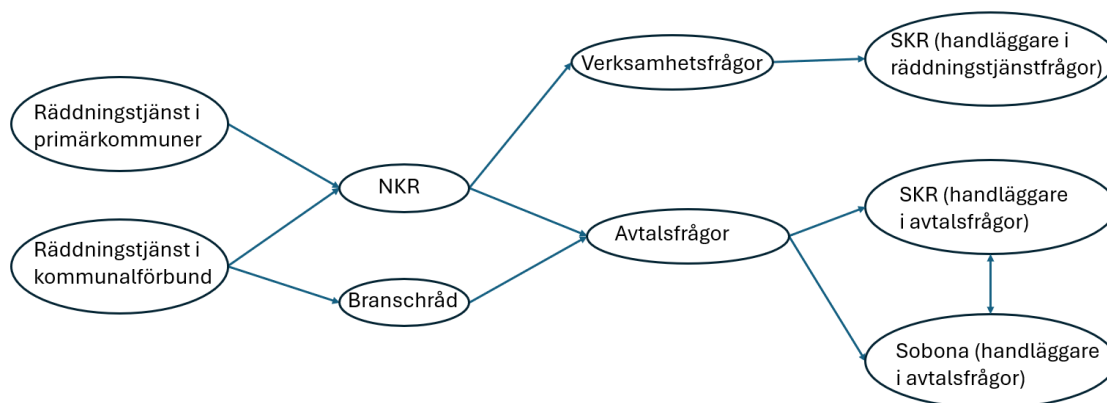 Räddningstjänst i
primärkommuner
Räddningstjänst i
kommunalförbund
NKR
Branschråd
Verksamhetsfrågor
Avtalsfrågor
SKR (handläggare i
räddningstjänstfrågor)
SKR (handläggare
i avtalsfrågor)
Sobona (handläggare
i avtalsfrågor)